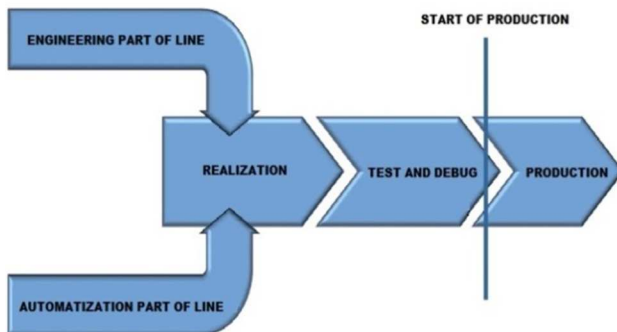 START OF PRODUCTION
ENGINEERING PART OF LINE
REALIZATION
TEST AND DEBUG
PRODUCTION
AUTOMATIZATION PART OF LINE